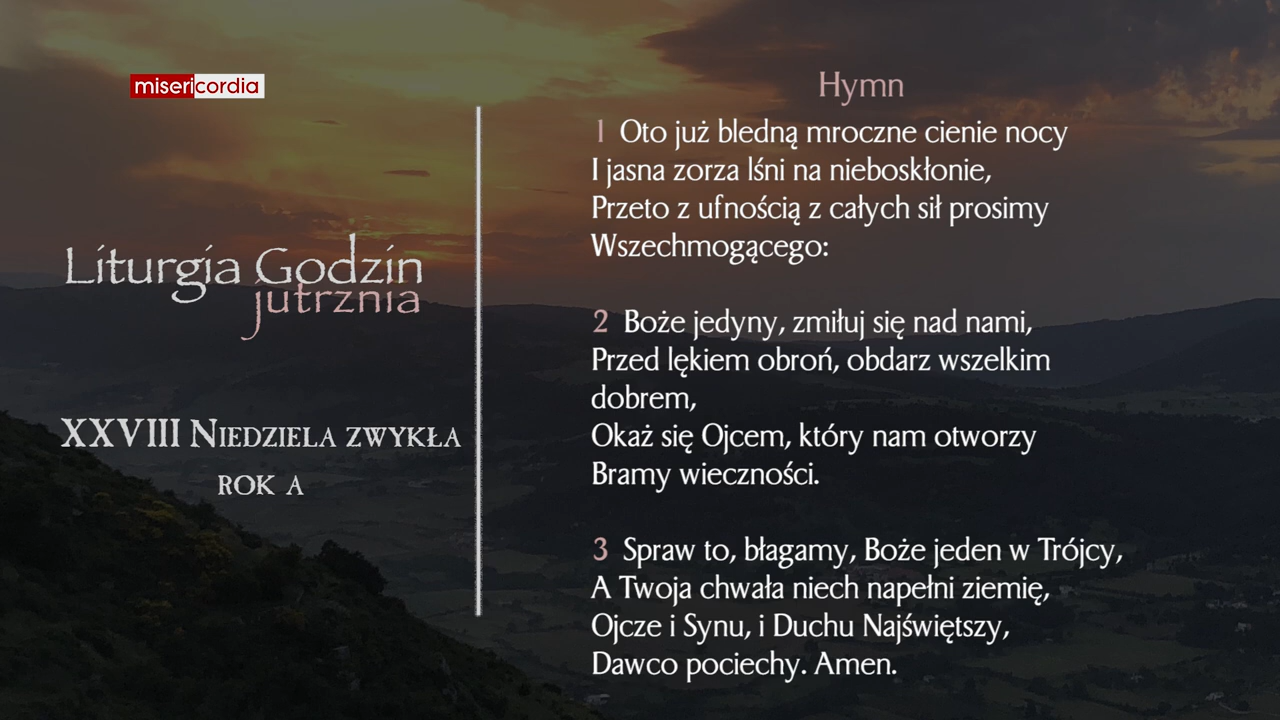 misericordia
Liturgia Godzin
jutrznia
XXVIII Niedziela zwykła
rok A
Hymn
1 Oto już bledną mroczne cienie nocy
I jasna zorza lśni na nieboskłonie,
Przeto z ufnością z całych sił prosimy
Wszechmogącego:
2 Boże jedyny, zmiłuj się nad nami,
Przed lękiem obroń, obdarz wszelkim
dobrem,
Okaż się Ojcem, który nam otworzy
Bramy wieczności.
3 Spraw to, błagamy, Boże jeden w Trójcy,
A Twoja chwała niech napełni ziemię,
Ojcze i Synu, i Duchu Najświętszy,
Dawco pociechy. Amen.